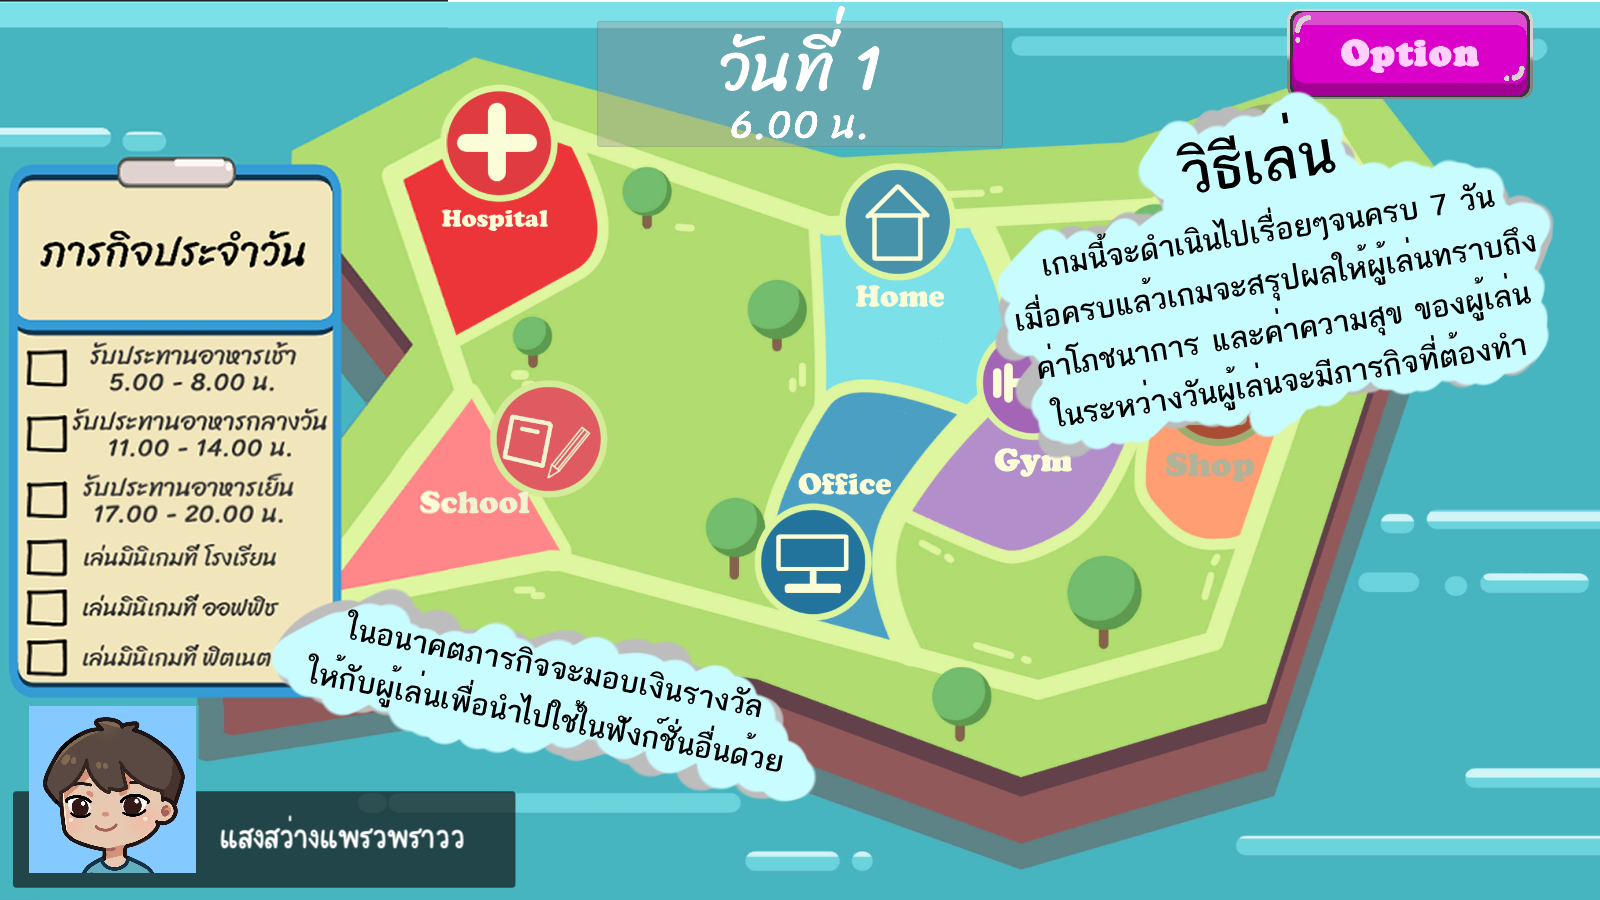 วันที่ 1
6.00 น.
Option
วิธีเล่น
เกมนี้จะดำเนินไปเรื่อยๆจนครบ 7 วัน
เมื่อครบแล้วเกมจะสรุปผลให้ผู้เล่นทราบถึง
ค่าโภชนาการ และค่าความสุข ของผู้เล่น
ในระหว่างวันผู้เล่นจะมีภารกิจที่ต้องทำ
Hospital
Home
School
Office
Gym
Shop
ภารกิจประจำวัน
รับประทานอาหารเช้า
5.00 - 8.00 น.
รับประทานอาหารกลางวัน
11.00 - 14.00 น.
รับประทานอาหารเย็น
17.00 - 20.00 น.
เล่นมินิเกมที่ โรงเรียน
เล่นมินิเกมที่ ออฟฟิช
เล่นมินิเกมที่ ฟิตเนต
ในอนาคตภารกิจจะมอบเงินรางวัล
ให้กับผู้เล่นเพื่อนำไปใช้ในฟังก์ชั่นอื่นด้วย
แสงสว่างแพรวพราวว